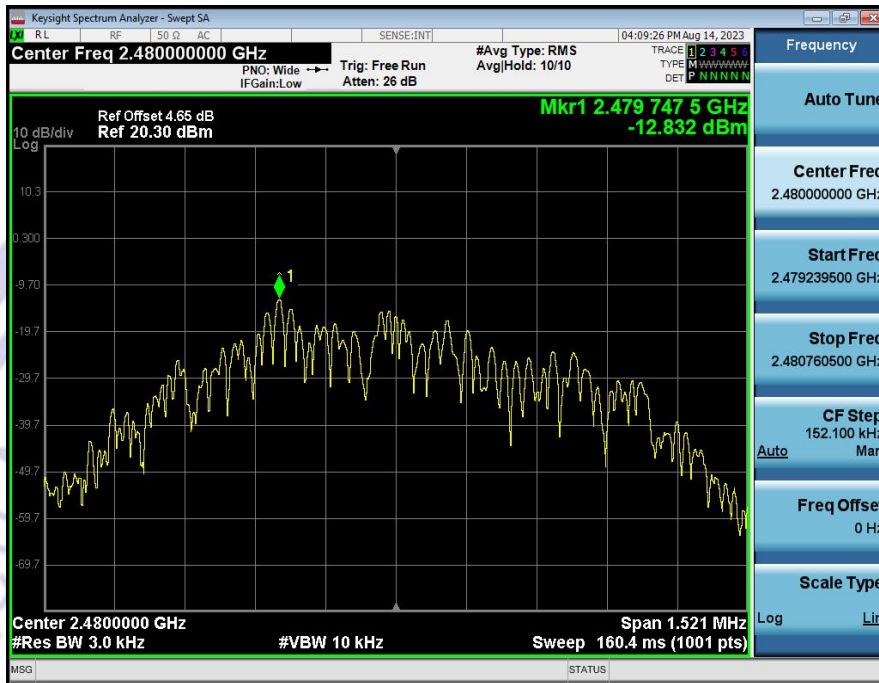 Keysight Spectrum Analyzer - Swept SA
LXI RL RF 50 Ω AC SENSE:INT 04:09:26 PM Aug 14, 2023
Center Freq 2.480000000 GHz
PNO: Wide
IFGain:Low
Trig: Free Run
Atten: 26 dB
#Avg Type: RMS
Avg|Hold: 10/10
TRACE 1 2 3 4 5 6
TYPE M W W W W W
DET P N N N N N
Mkr1 2.479 747 5 GHz
-12.832 dBm
Ref Offset 4.65 dB
10 dB/div Ref 20.30 dBm
Log
10.3
0.300
-9.70
-19.7
-29.7
-39.7
-49.7
-59.7
-69.7
1
Center 2.4800000 GHz Span 1.521 MHz
#Res BW 3.0 kHz #VBW 10 kHz Sweep 160.4 ms (1001 pts)
MSG STATUS
Frequency
Auto Tune
Center Freq
2.480000000 GHz
Start Freq
2.479239500 GHz
Stop Freq
2.480760500 GHz
CF Step
152.100 kHz
Auto Man
Freq Offset
0 Hz
Scale Type
Log Lin